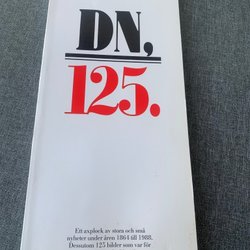 DN,
125.
Ett axplock av stora och små
nyheter under åren 1864 till 1988.
Dessutom 125 bilder som var för